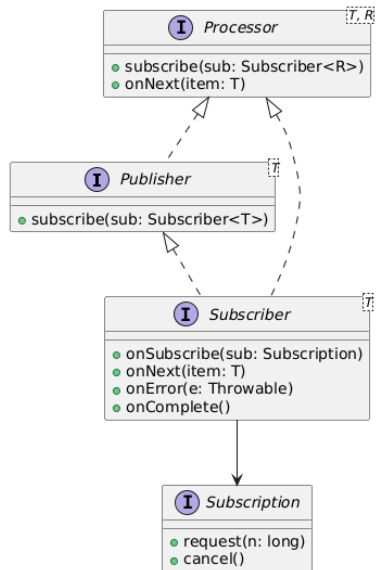 I Processor T, R
subscribe(sub: Subscriber<R>)
onNext(item: T)
I Publisher T
subscribe(sub: Subscriber<T>)
I Subscriber T
onSubscribe(sub: Subscription)
onNext(item: T)
onError(e: Throwable)
onComplete()
I Subscription
request(n: long)
cancel()